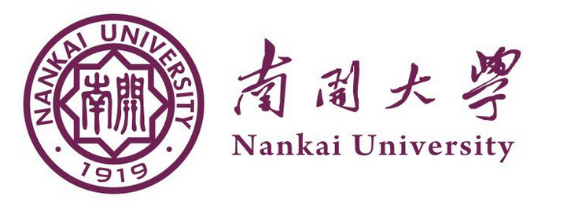 NANKAI UNIVERSITY
南開
· 1919 ·
南開大學
Nankai University